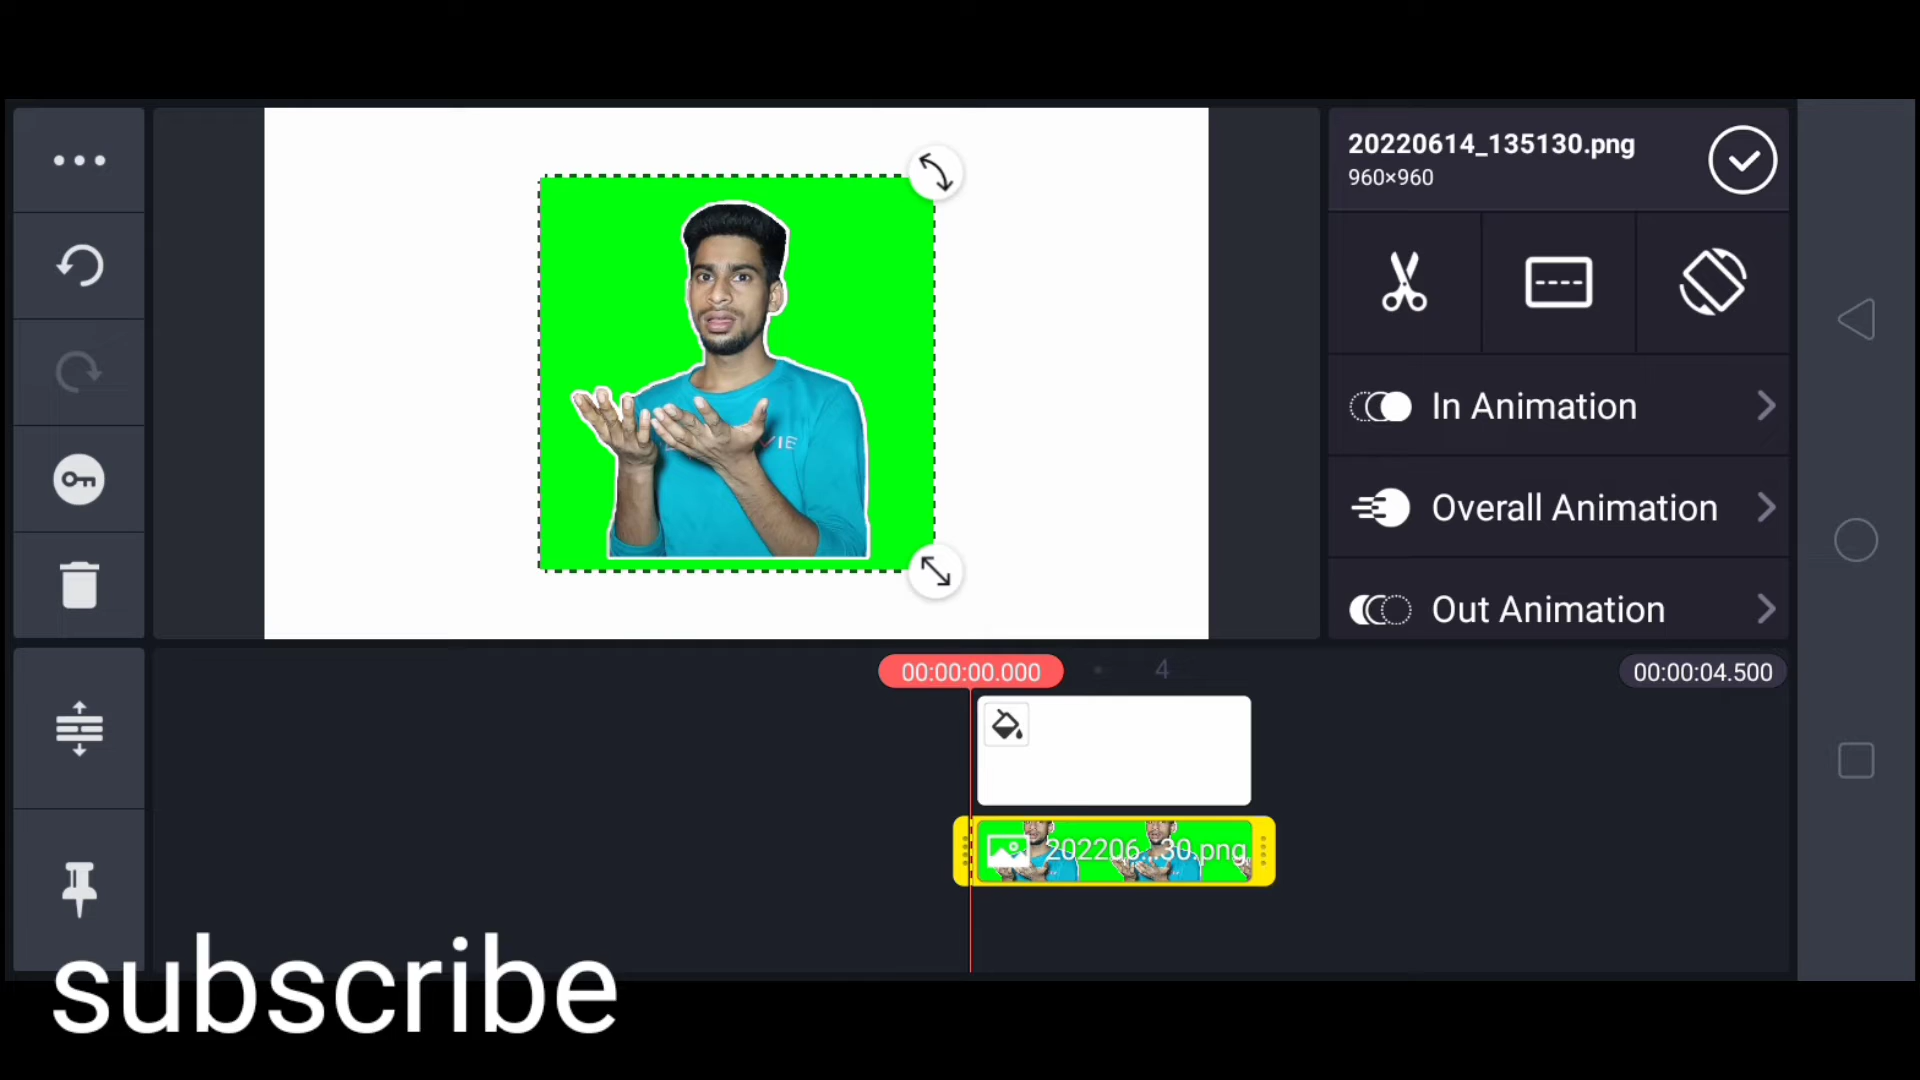 20220614_135130.png
960×960
In Animation
Overall Animation
Out Animation
VIE
00:00:00.000
4
00:00:04.500
202206...30.png
subscribe